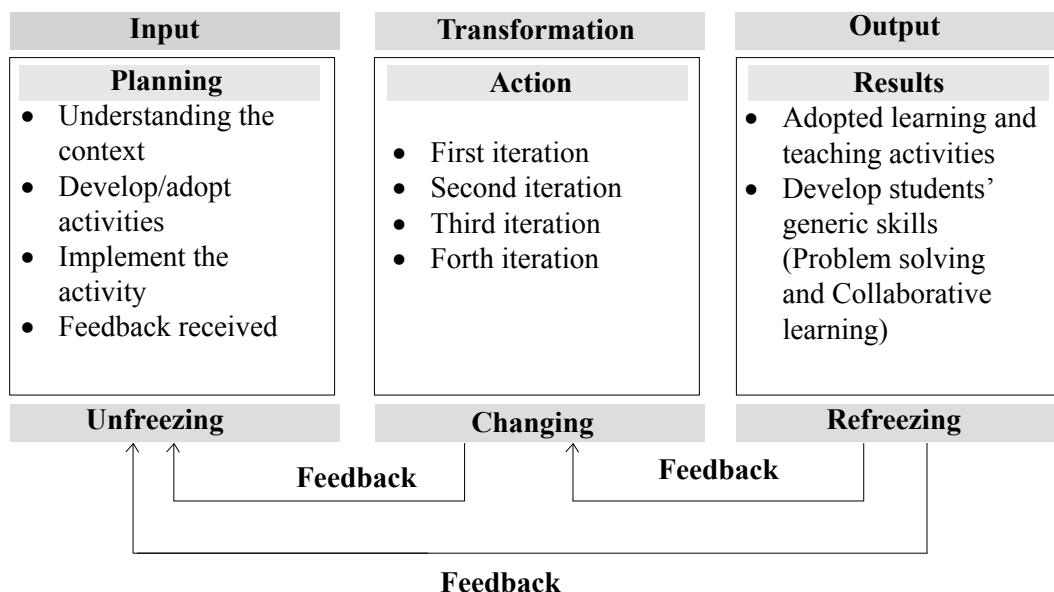 Input
Planning
• Understanding the
context
• Develop/adopt
activities
• Implement the
activity
• Feedback received
Unfreezing
Transformation
Action
• First iteration
• Second iteration
• Third iteration
• Forth iteration
Changing
Output
Results
• Adopted learning and
teaching activities
• Develop students’
generic skills
(Problem solving
and Collaborative
learning)
Refreezing
Feedback
Feedback
Feedback